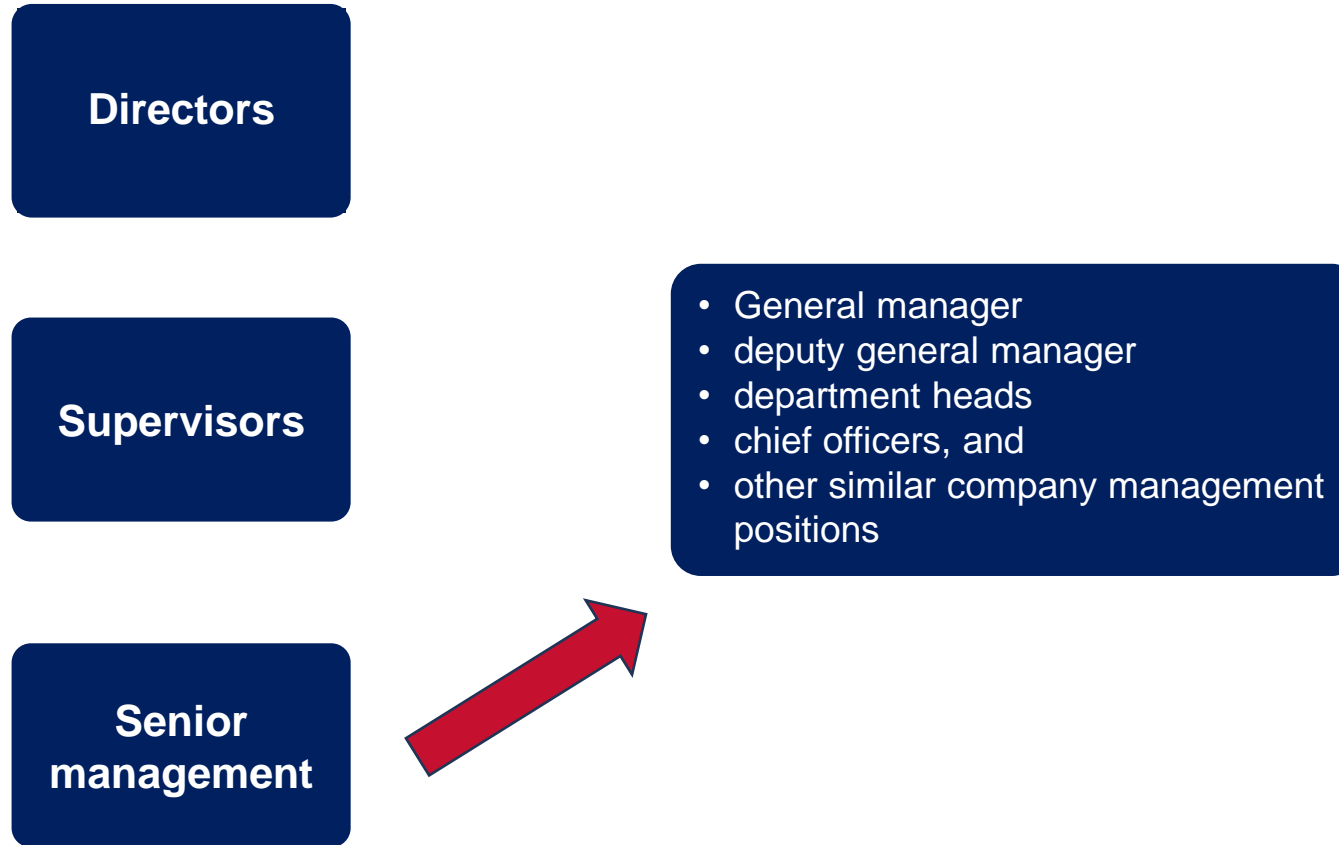 Directors
Supervisors
Senior
management
• General manager
• deputy general manager
• department heads
• chief officers, and
• other similar company management
positions